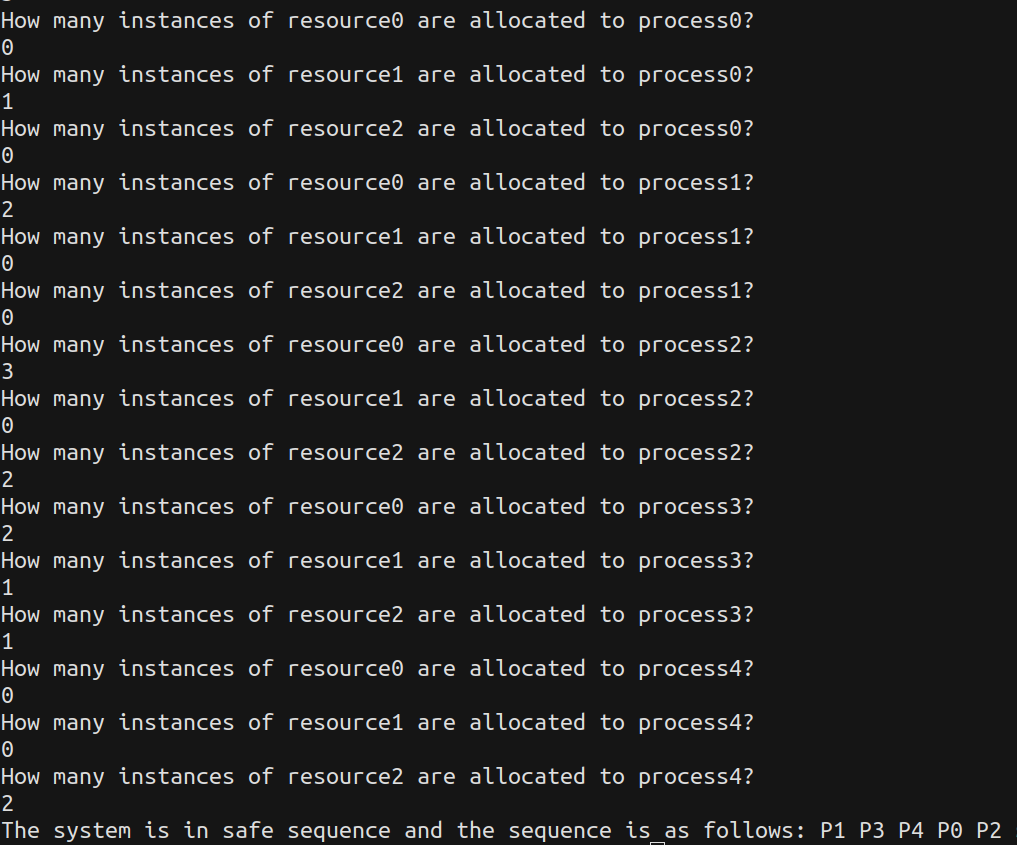 How many instances of resource0 are allocated to process0?
0
How many instances of resource1 are allocated to process0?
1
How many instances of resource2 are allocated to process0?
0
How many instances of resource0 are allocated to process1?
2
How many instances of resource1 are allocated to process1?
0
How many instances of resource2 are allocated to process1?
0
How many instances of resource0 are allocated to process2?
3
How many instances of resource1 are allocated to process2?
0
How many instances of resource2 are allocated to process2?
2
How many instances of resource0 are allocated to process3?
2
How many instances of resource1 are allocated to process3?
1
How many instances of resource2 are allocated to process3?
1
How many instances of resource0 are allocated to process4?
0
How many instances of resource1 are allocated to process4?
0
How many instances of resource2 are allocated to process4?
2
The system is in safe sequence and the sequence is as follows: P1 P3 P4 P0 P2